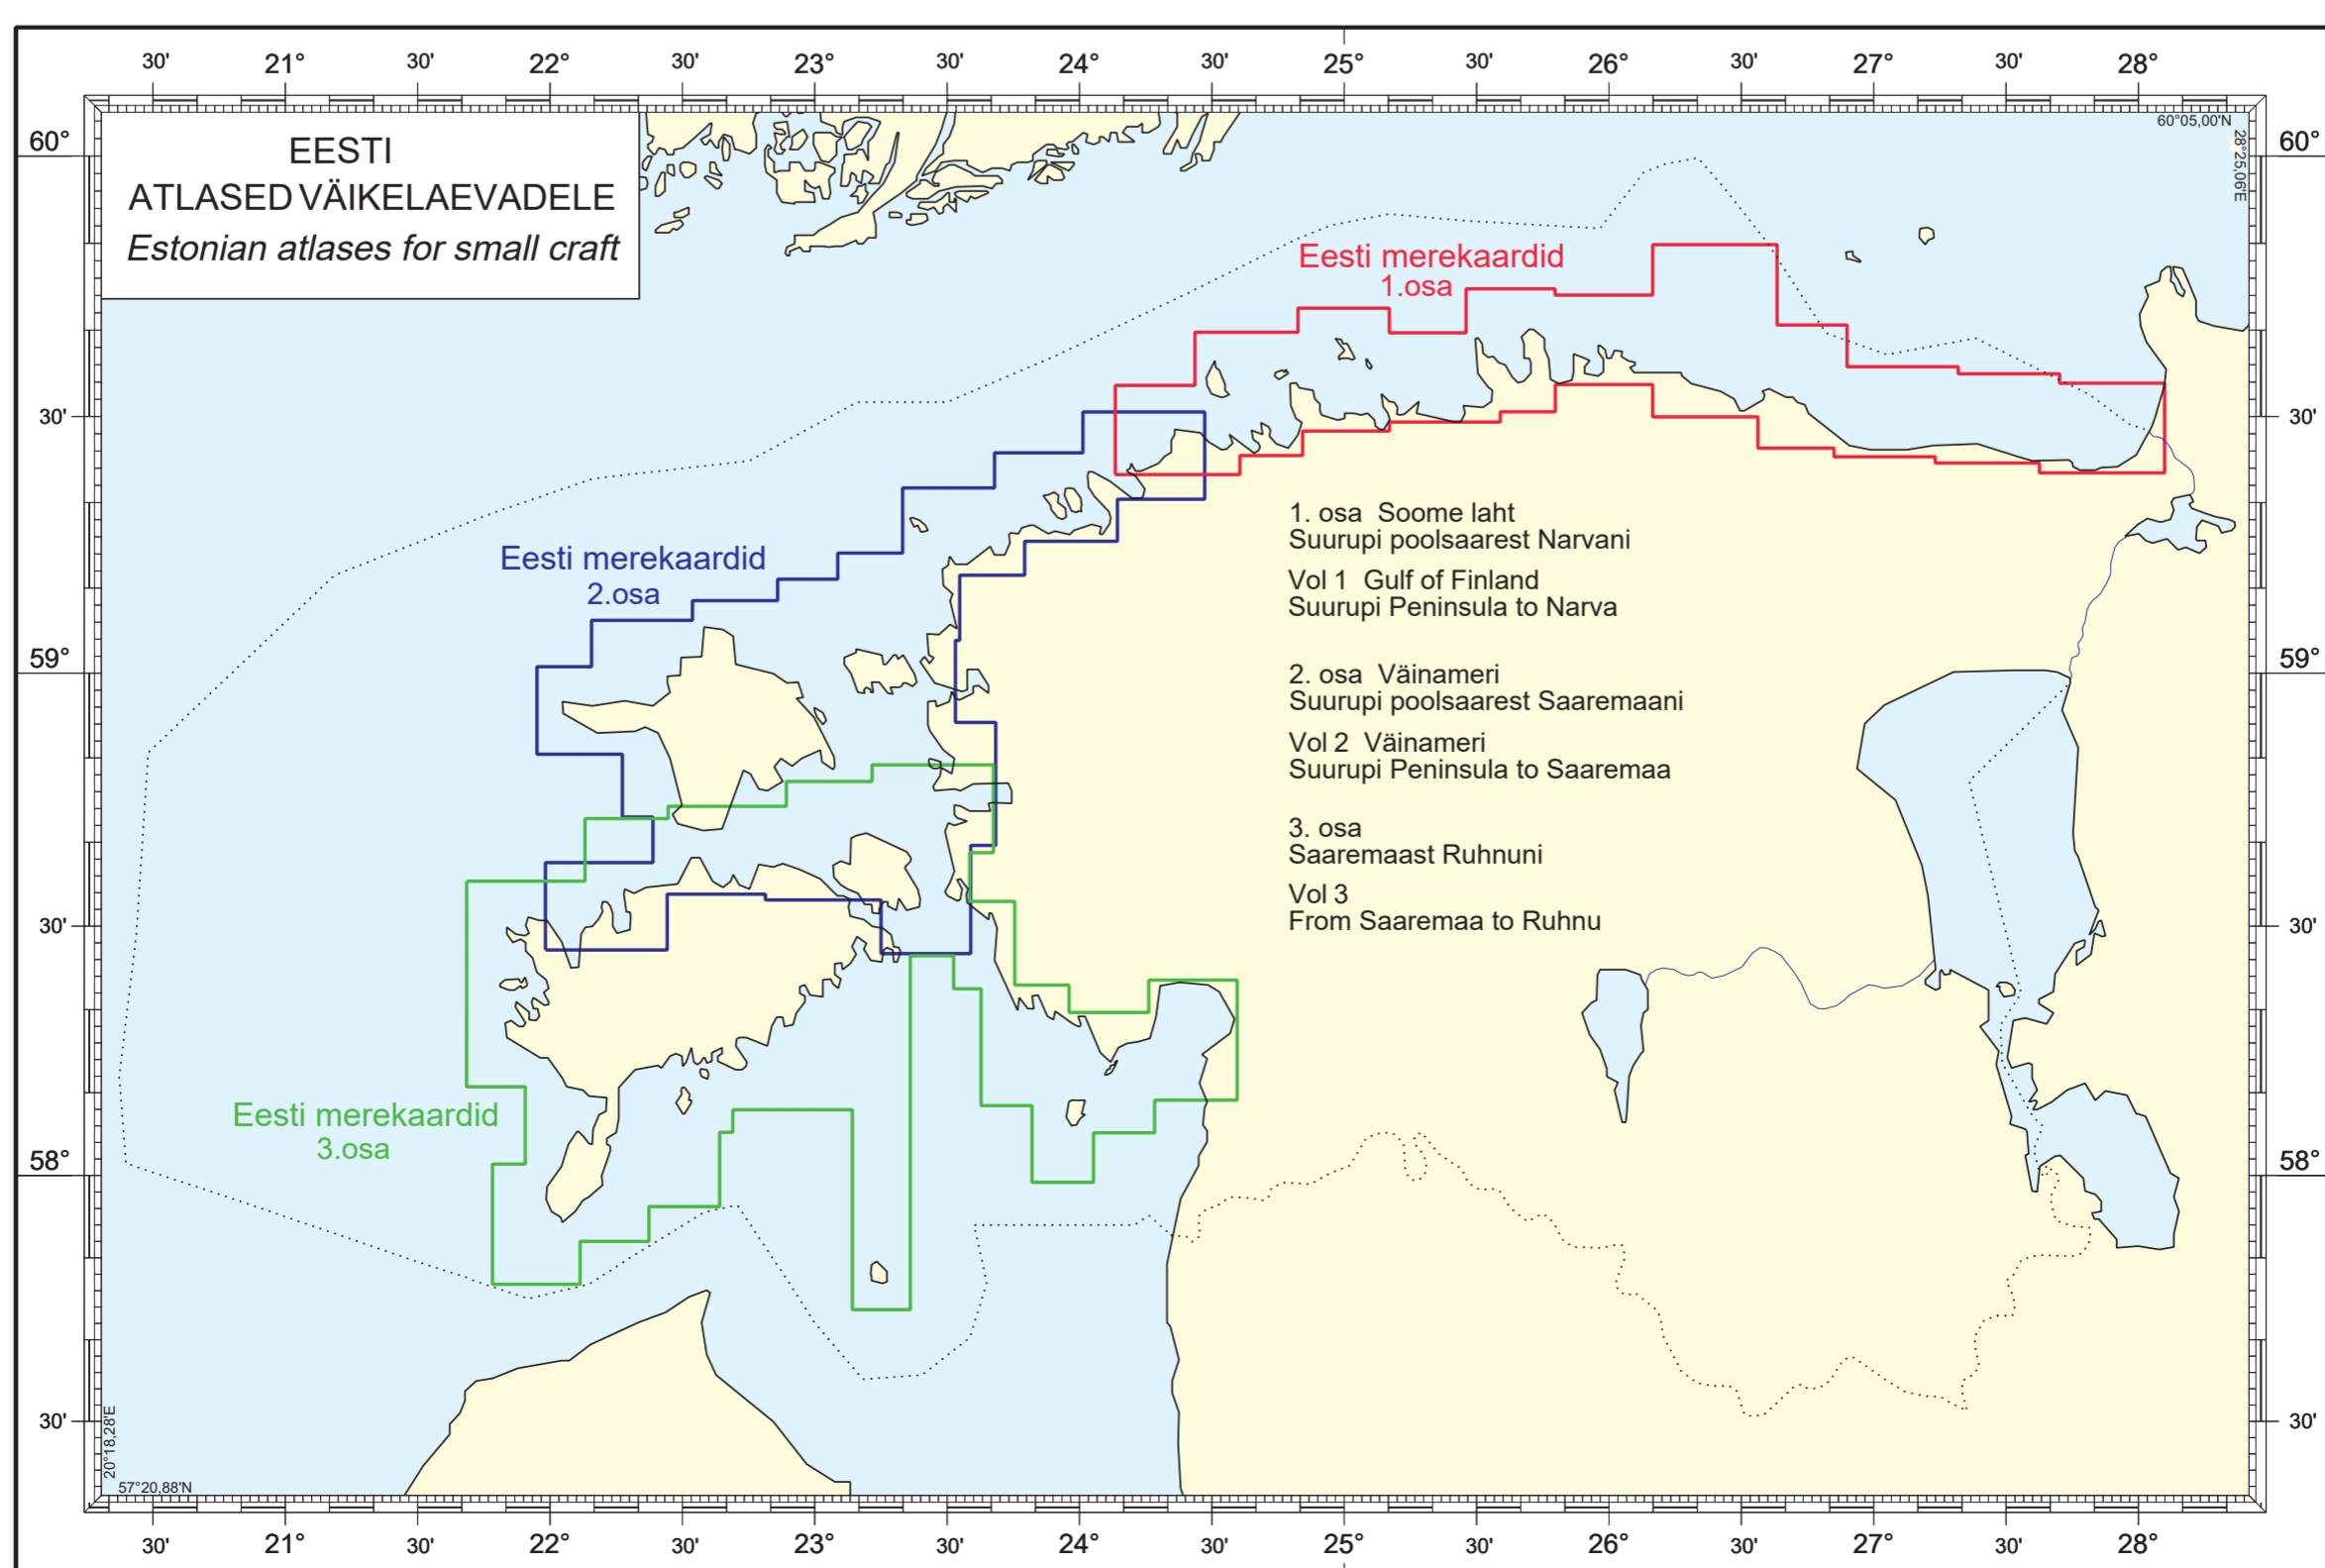 30' 21° 30' 22° 30' 23° 30' 24° 30' 25° 30' 26° 30' 27° 30' 28°
60°05,00'N
28°25,06'E
60° 60°
EESTI
ATLASED VÄIKELAEVADELE
Estonian atlases for small craft
Eesti merekaardid
1.osa
30' 30'
Eesti merekaardid
2.osa
1. osa Soome laht
Suurupi poolsaarest Narvani
Vol 1 Gulf of Finland
Suurupi Peninsula to Narva
59° 59°
2. osa Väinameri
Suurupi poolsaarest Saaremaani
Vol 2 Väinameri
Suurupi Peninsula to Saaremaa
3. osa
Saaremaast Ruhnuni
Vol 3
From Saaremaa to Ruhnu
30' 30'
Eesti merekaardid
3.osa
58° 58°
30' 30'
20°18,28'E
57°20,88'N
30' 21° 30' 22° 30' 23° 30' 24° 30' 25° 30' 26° 30' 27° 30' 28°